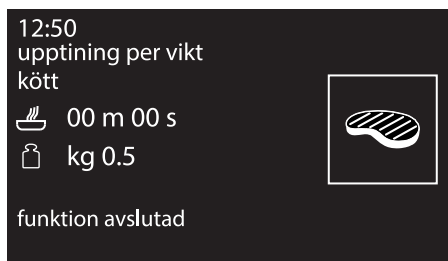 12:50
upptining per vikt
kött
00 m 00 s
kg 0.5
funktion avslutad